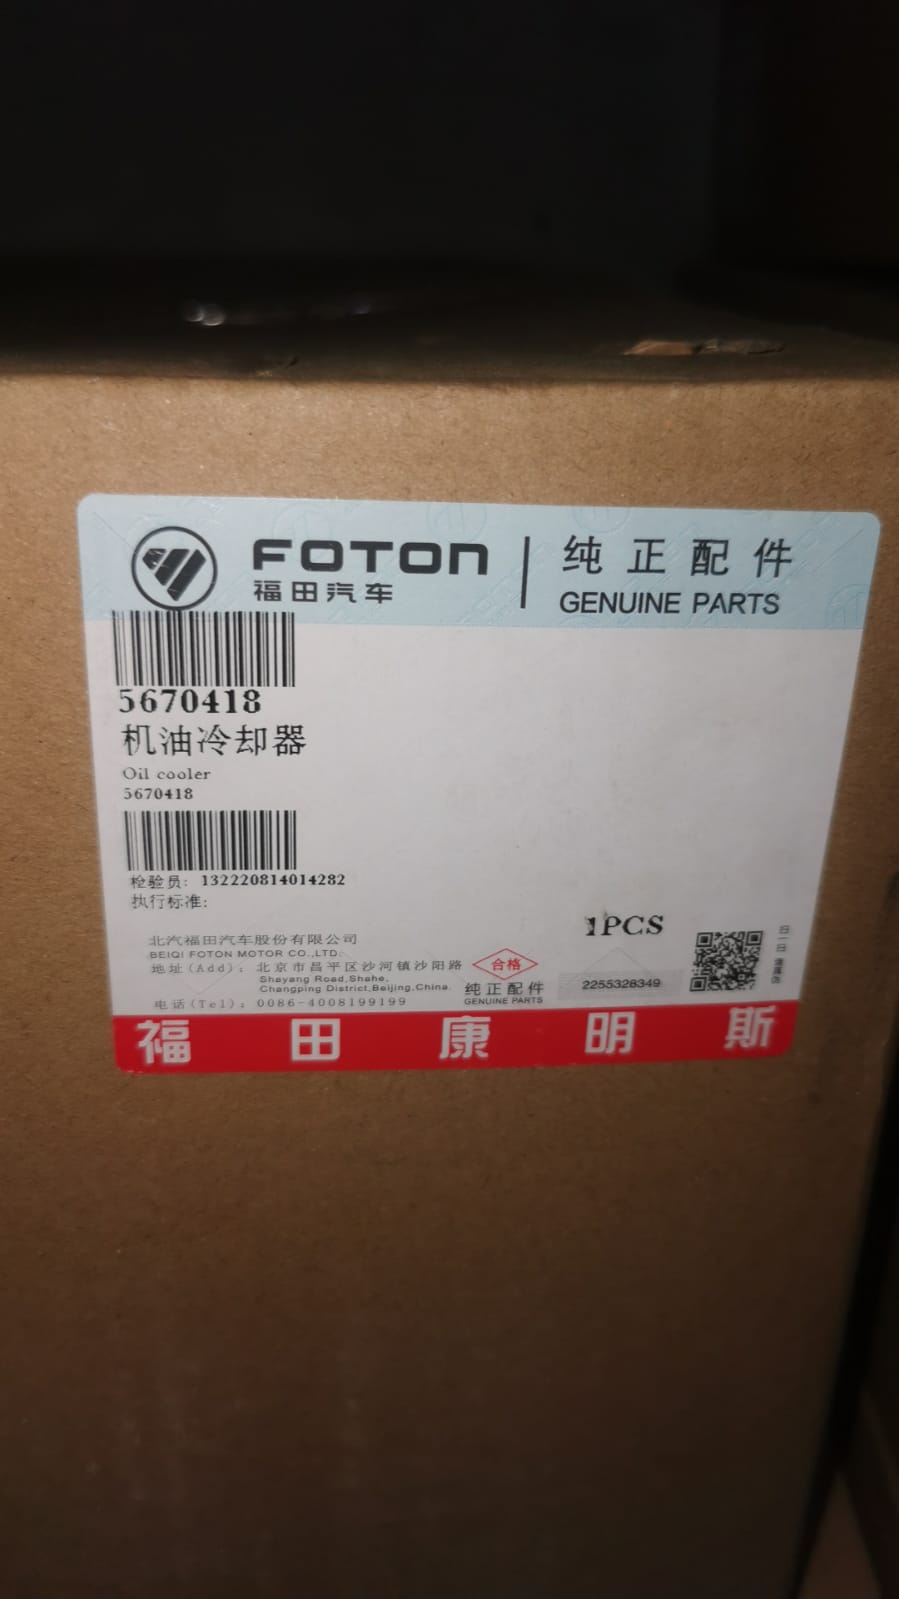 FOTON
福田汽车
纯正配件
GENUINE PARTS
5670418
机油冷却器
Oil cooler
5670418
检验员: 132220814014282
执行标准:
1PCS
北汽福田汽车股份有限公司
BEIQI FOTON MOTOR CO.,LTD.
地址(Add): 北京市昌平区沙河镇沙阳路
Shayang Road,Shahe,
Changping District,Beijing,China.
电话(Tel): 0086-4008199199
合格
纯正配件
GENUINE PARTS
2255328349
扫一扫
福田康明斯